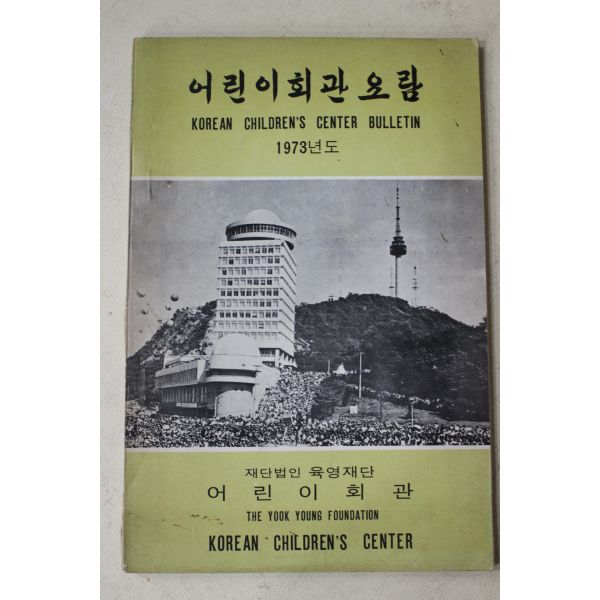 어린이회관 오람
KOREAN CHILDREN'S CENTER BULLETIN
1973년도
재단법인 육영재단
어 린 이 회 관
THE YOOK YOUNG FOUNDATION
KOREAN CHILDREN'S CENTER